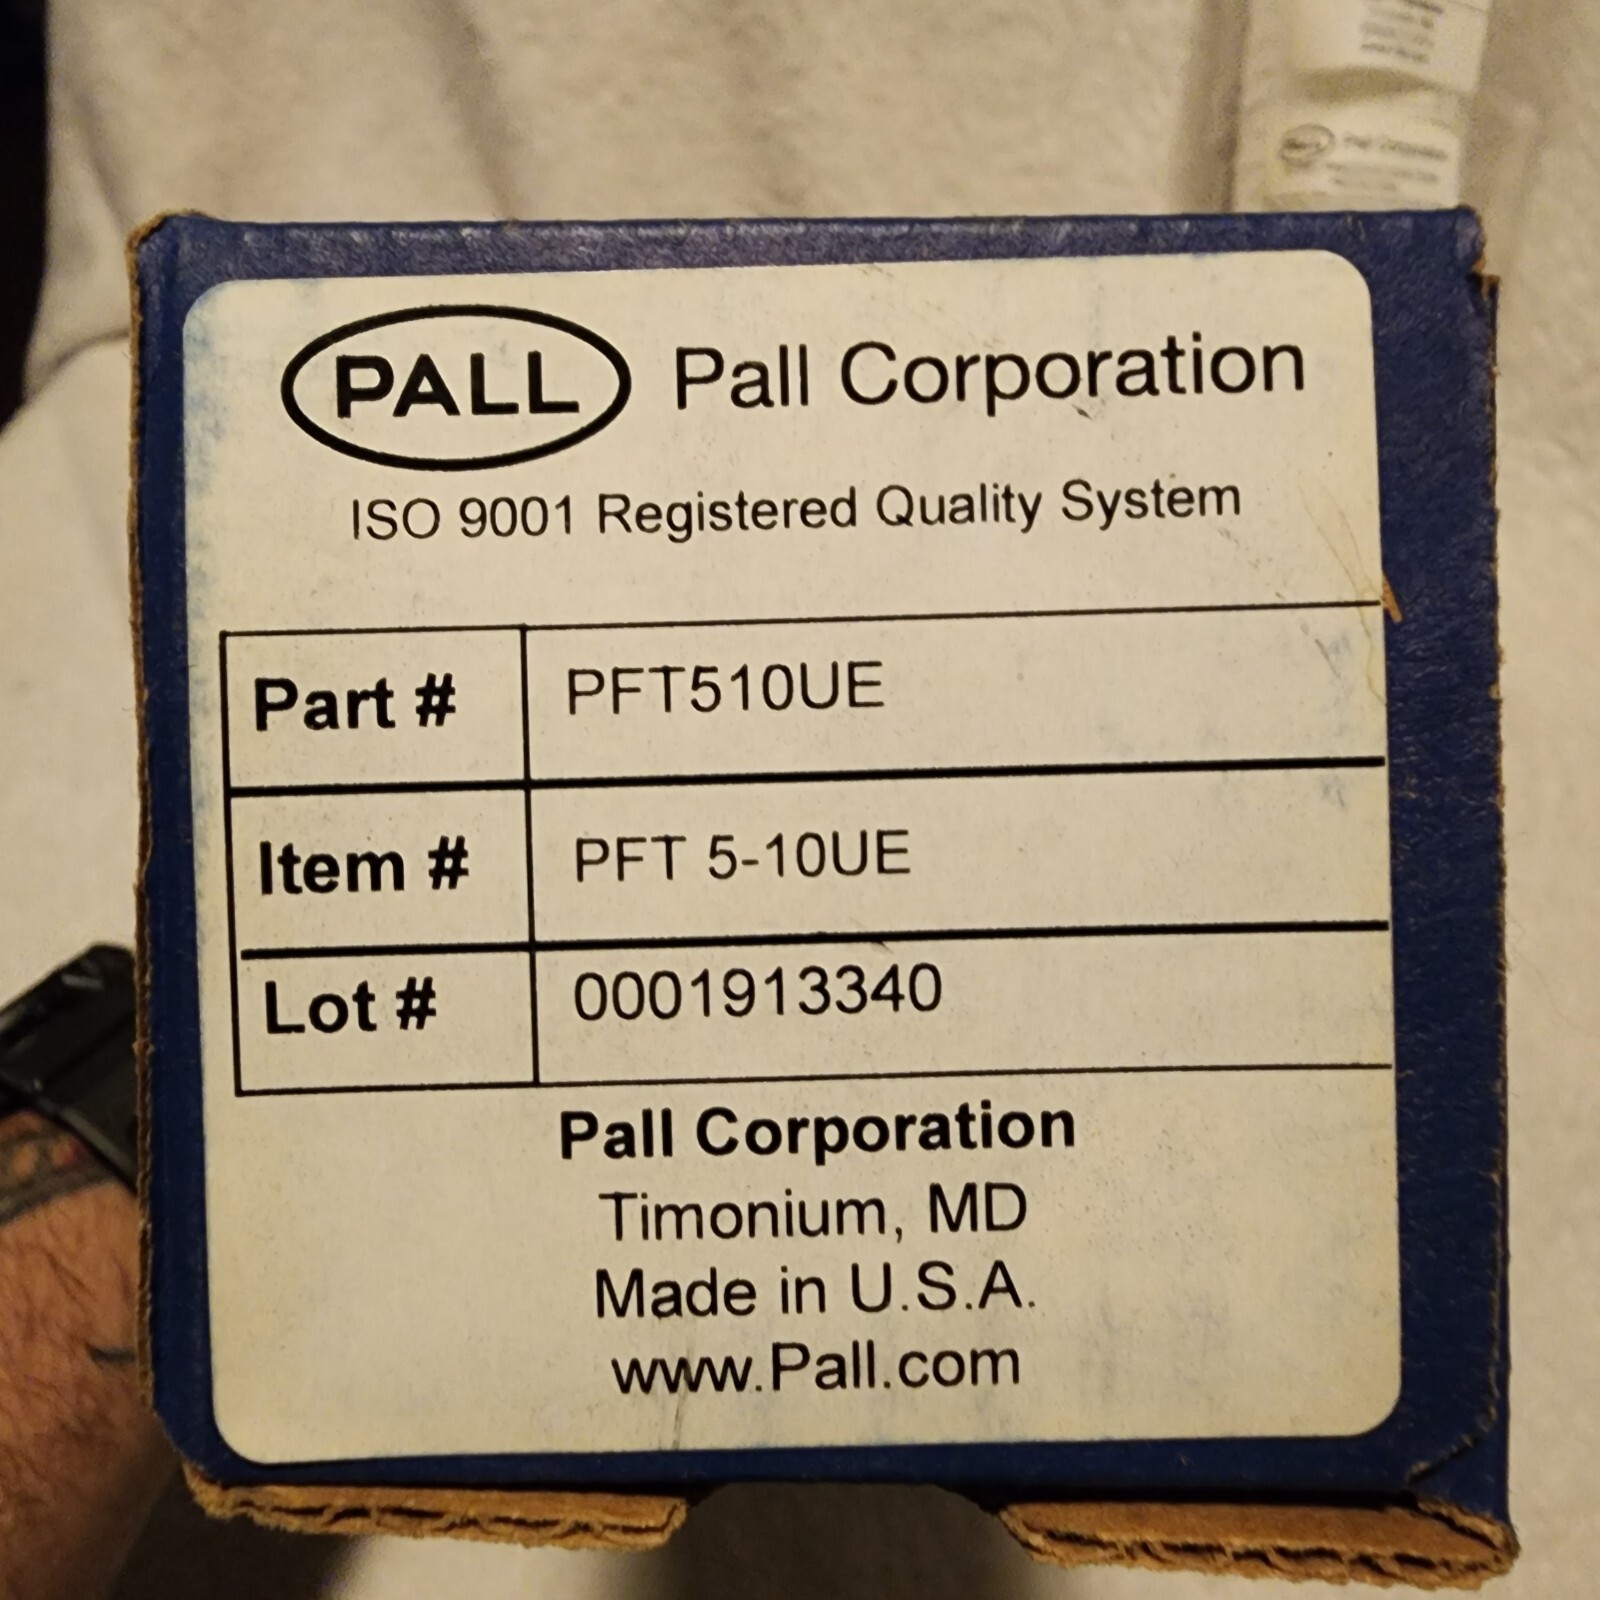 PALL Pall Corporation
ISO 9001 Registered Quality System
Part # PFT510UE
Item # PFT 5-10UE
Lot # 0001913340
Pall Corporation
Timonium, MD
Made in U.S.A.
www.Pall.com